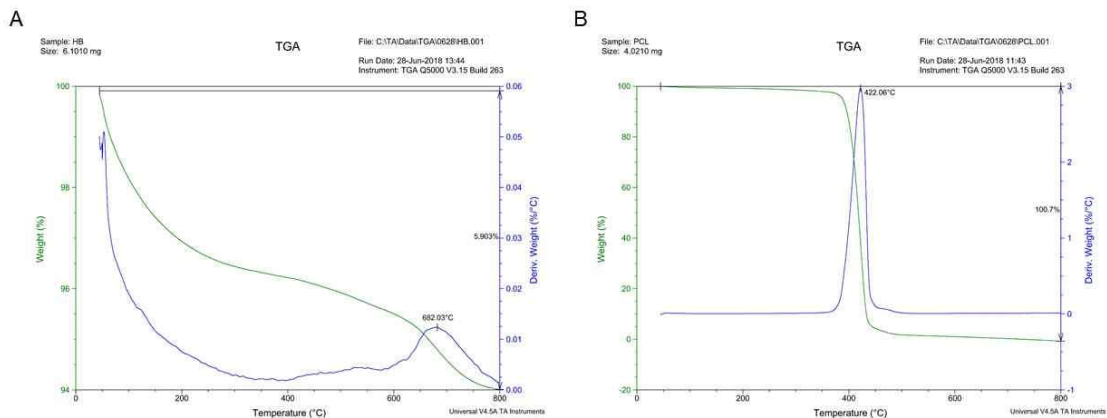 A
Sample: HB
Size: 6.1010 mg
TGA
File: C:\TA\Data\TGA\0628\HB.001
Run Date: 28-Jun-2018 13:44
Instrument: TGA Q5000 V3.15 Build 263
100
98
96
94
Weight (%)
0
200
400
600
800
Temperature (°C)
0.06
0.05
0.04
0.03
0.02
0.01
0.00
Deriv. Weight (%/°C)
5.903%
682.03°C
Universal V4.5A TA Instruments
B
Sample: PCL
Size: 4.0210 mg
TGA
File: C:\TA\Data\TGA\0628\PCL.001
Run Date: 28-Jun-2018 11:43
Instrument: TGA Q5000 V3.15 Build 263
100
80
60
40
20
0
-20
Weight (%)
0
200
400
600
800
Temperature (°C)
3
2
1
0
-1
Deriv. Weight (%/°C)
422.06°C
100.7%
Universal V4.5A TA Instruments